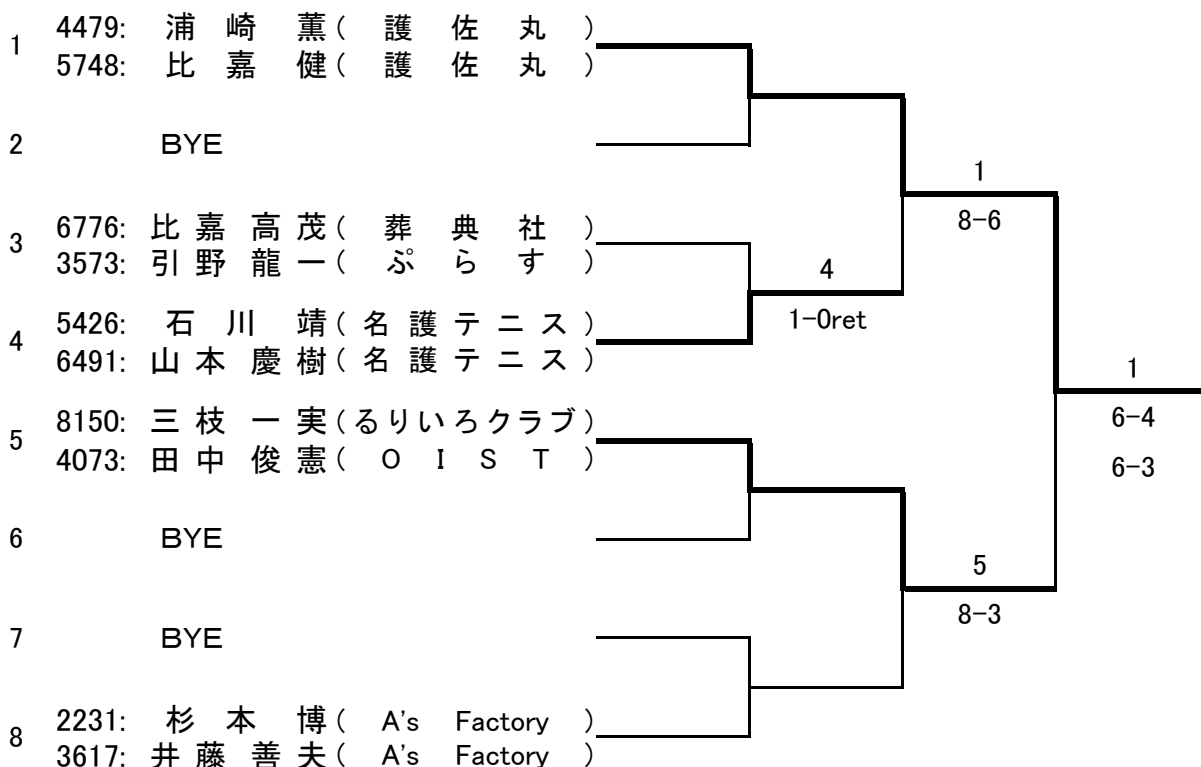 1
4479: 浦崎薫(護佐丸)
5748: 比嘉健(護佐丸)
2 BYE
3
6776: 比嘉高茂(葬典社)
3573: 引野龍一(ぷらす)
4
5426: 石川靖(名護テニス)
6491: 山本慶樹(名護テニス)
5
8150: 三枝一実(るりいろクラブ)
4073: 田中俊憲(OIST)
6 BYE
7 BYE
8
2231: 杉本博(A's Factory)
3617: 井藤善夫(A's Factory)
4
1-0ret
1
8-6
5
8-3
1
6-4
6-3